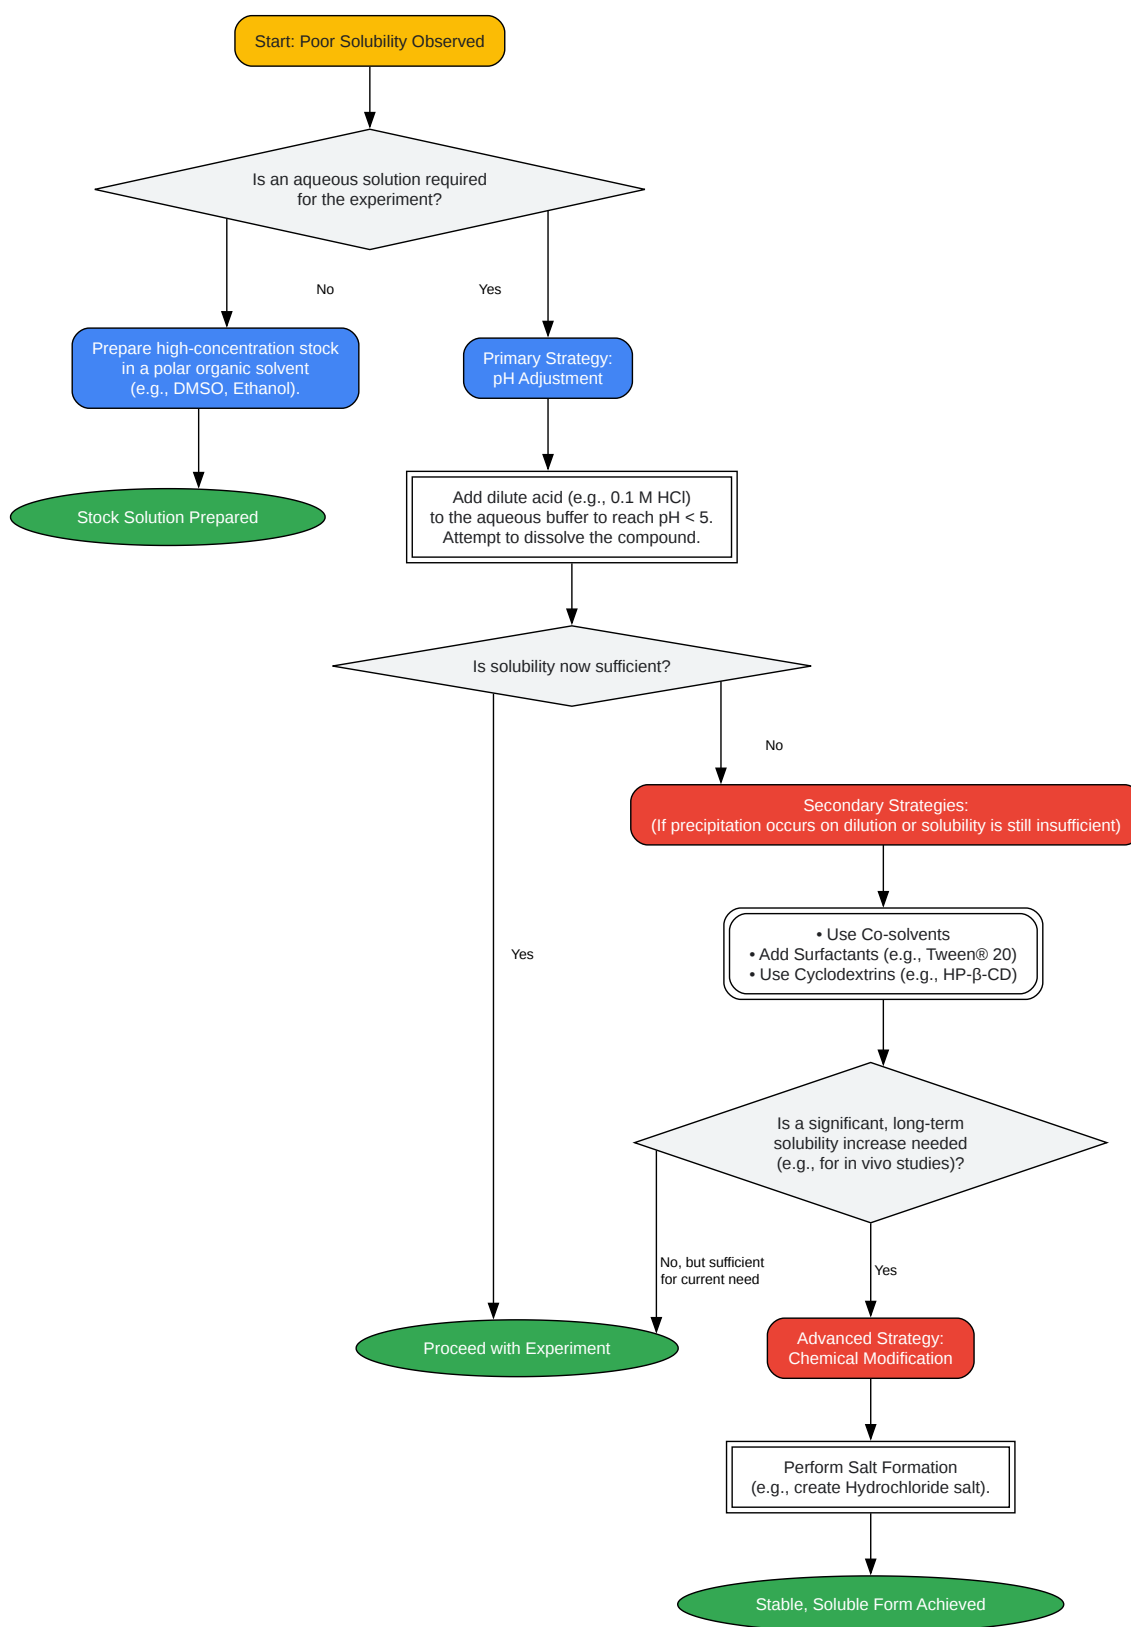 Start: Poor Solubility Observed
Is an aqueous solution required
for the experiment?
No
Yes
Prepare high-concentration stock
in a polar organic solvent
(e.g., DMSO, Ethanol).
Primary Strategy:
pH Adjustment
Stock Solution Prepared
Add dilute acid (e.g., 0.1 M HCl)
to the aqueous buffer to reach pH < 5.
Attempt to dissolve the compound.
Is solubility now sufficient?
No
Secondary Strategies:
(If precipitation occurs on dilution or solubility is still insufficient)
Yes
• Use Co-solvents
• Add Surfactants (e.g., Tween® 20)
• Use Cyclodextrins (e.g., HP-β-CD)
Is a significant, long-term
solubility increase needed
(e.g., for in vivo studies)?
No, but sufficient
for current need
Yes
Proceed with Experiment
Advanced Strategy:
Chemical Modification
Perform Salt Formation
(e.g., create Hydrochloride salt).
Stable, Soluble Form Achieved